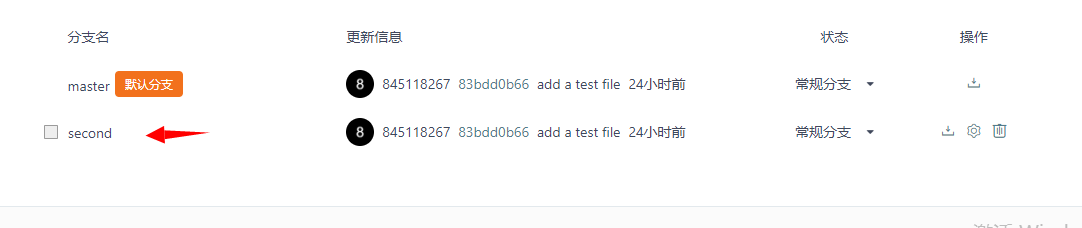 分支名 更新信息 状态 操作
master 默认分支 8 845118267 83bdd0b66 add a test file 24小时前 常规分支
second 8 845118267 83bdd0b66 add a test file 24小时前 常规分支